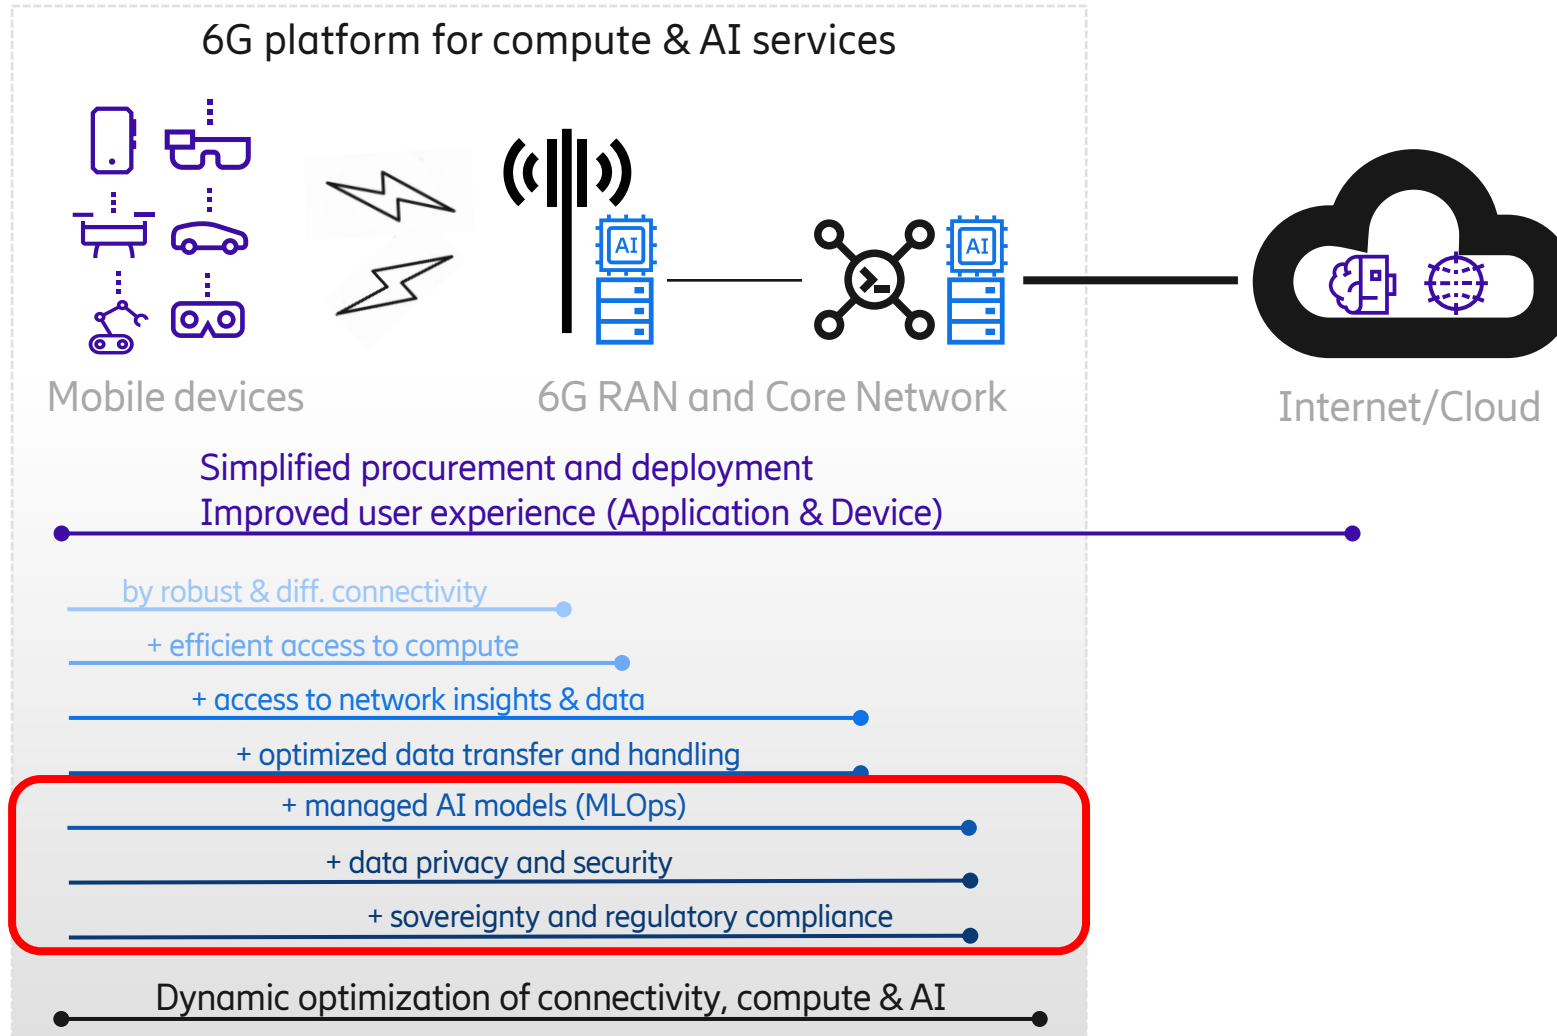 6G platform for compute & AI services
AI
AI
Mobile devices
6G RAN and Core Network
Internet/Cloud
Simplified procurement and deployment
Improved user experience (Application & Device)
by robust & diff. connectivity
+ efficient access to compute
+ access to network insights & data
+ optimized data transfer and handling
+ managed AI models (MLOps)
+ data privacy and security
+ sovereignty and regulatory compliance
Dynamic optimization of connectivity, compute & AI